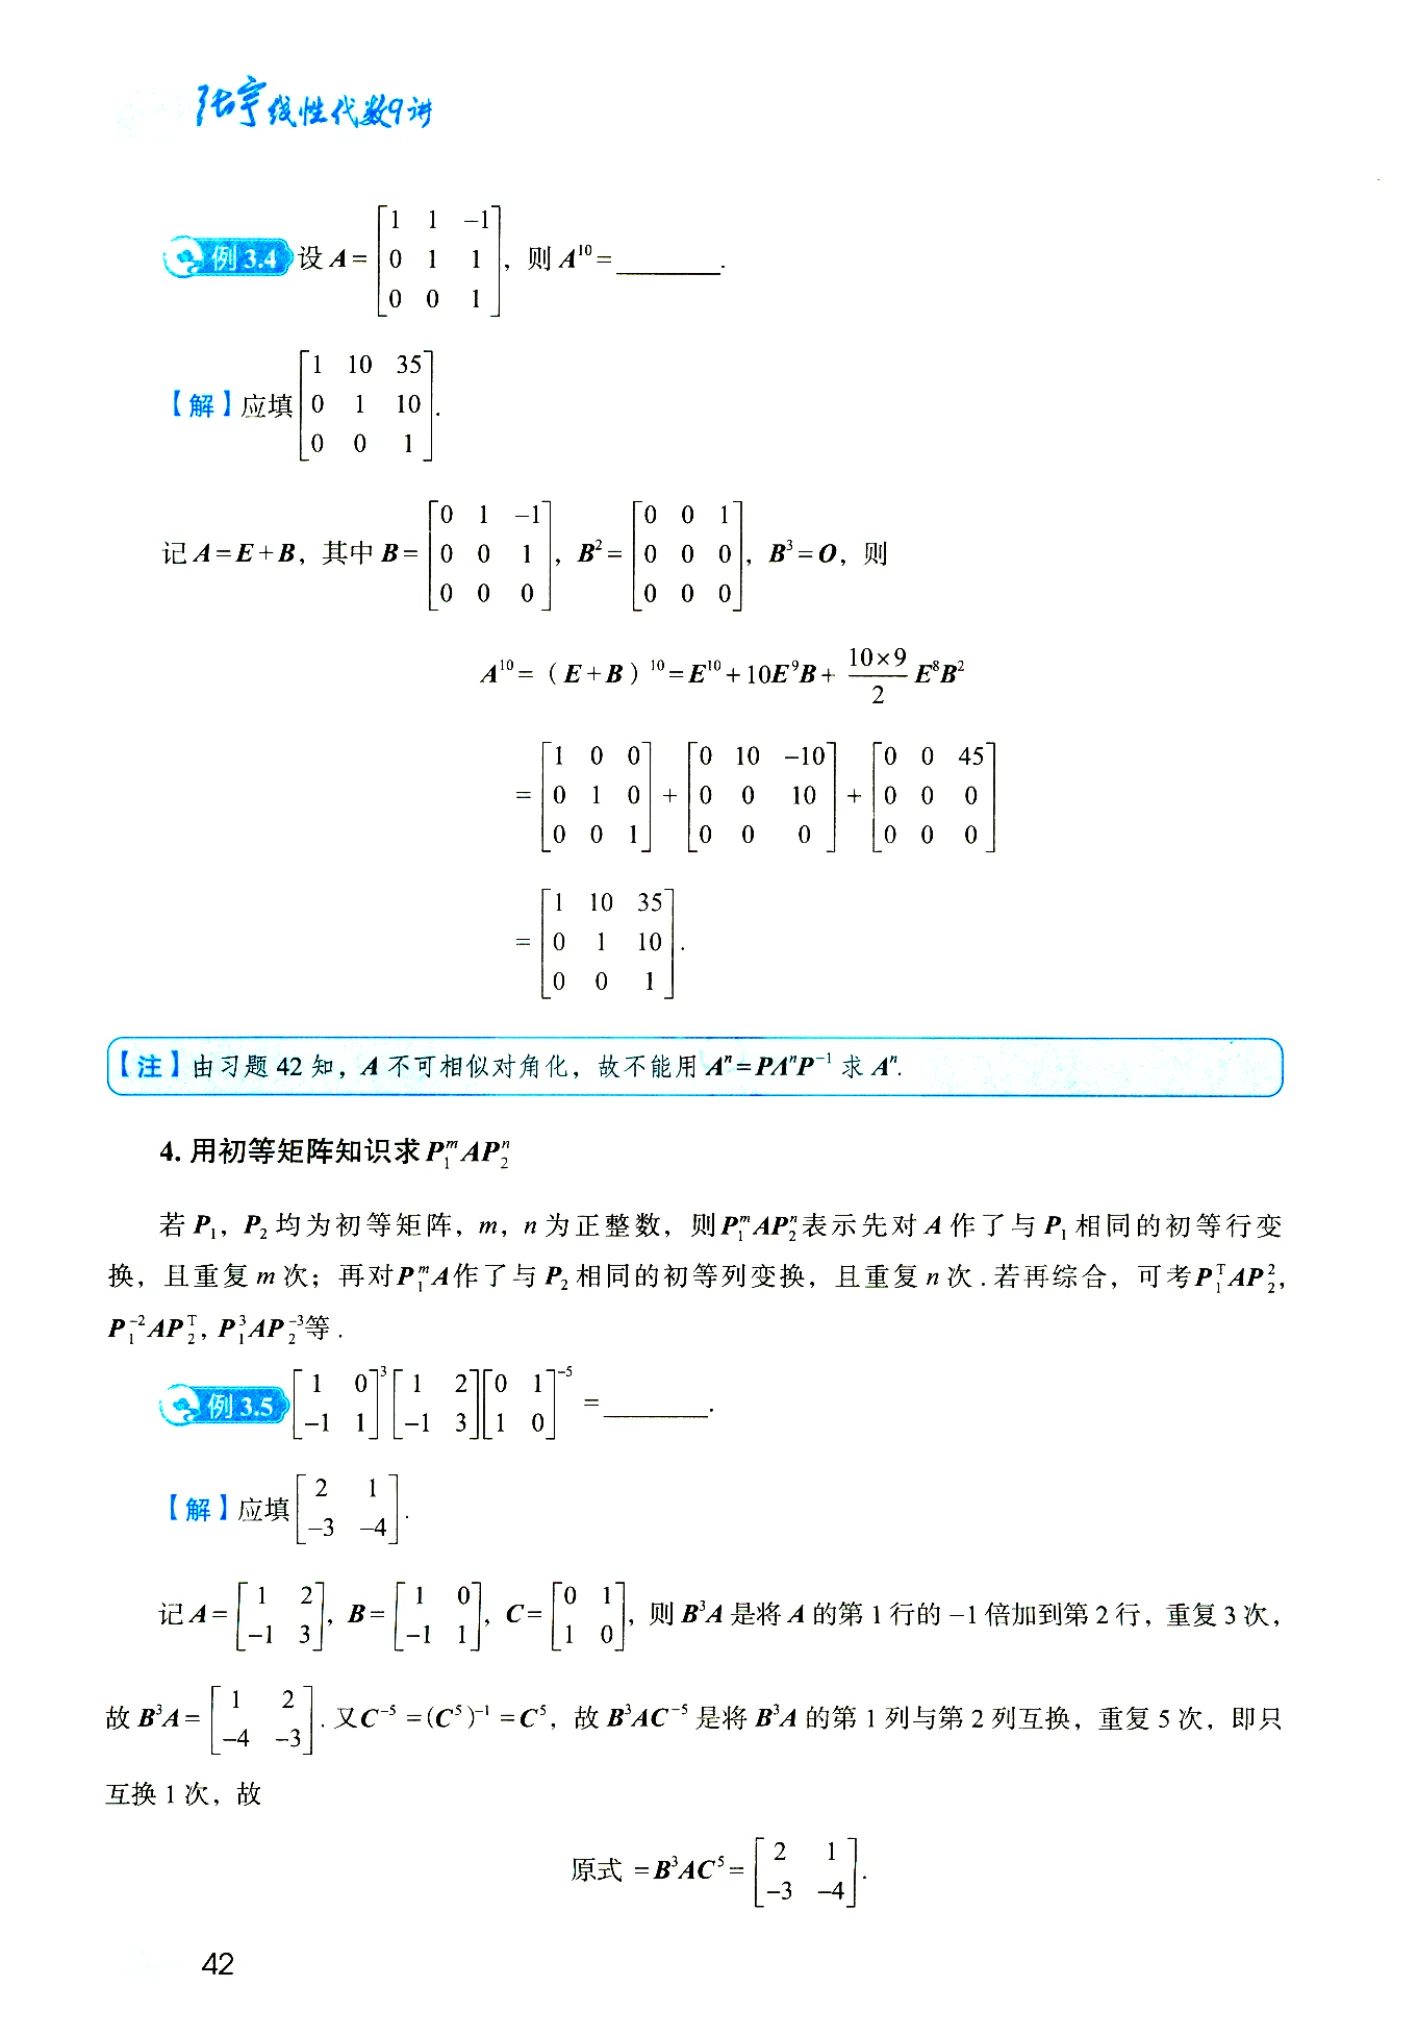 张宇线性代数9讲
例 3.4 设 $A=\begin{bmatrix}1&1&-1\\0&1&1\\0&0&1\end{bmatrix}$，则 $A^{10}=$________.
【解】应填 $\begin{bmatrix}1&10&35\\0&1&10\\0&0&1\end{bmatrix}$.
记 $A=E+B$，其中 $B=\begin{bmatrix}0&1&-1\\0&0&1\\0&0&0\end{bmatrix}$，$B^2=\begin{bmatrix}0&0&1\\0&0&0\\0&0&0\end{bmatrix}$，$B^3=O$，则
$A^{10}=(E+B)^{10}=E^{10}+10E^9B+\frac{10\times9}{2}E^8B^2$
$=\begin{bmatrix}1&0&0\\0&1&0\\0&0&1\end{bmatrix}+\begin{bmatrix}0&10&-10\\0&0&10\\0&0&0\end{bmatrix}+\begin{bmatrix}0&0&45\\0&0&0\\0&0&0\end{bmatrix}$
$=\begin{bmatrix}1&10&35\\0&1&10\\0&0&1\end{bmatrix}$.
【注】由习题 42 知，$A$ 不可相似对角化，故不能用 $A^n=P\Lambda^nP^{-1}$ 求 $A^n$.
4. 用初等矩阵知识求 $P_1^mAP_2^n$
若 $P_1$，$P_2$ 均为初等矩阵，$m$，$n$ 为正整数，则 $P_1^mAP_2^n$ 表示先对 $A$ 作了与 $P_1$ 相同的初等行变
换，且重复 $m$ 次；再对 $P_1^mA$ 作了与 $P_2$ 相同的初等列变换，且重复 $n$ 次.若再综合，可考 $P_1^TAP_2^2$,
$P_1^{-2}AP_2^T$, $P_1^3AP_2^{-3}$ 等.
例 3.5 $\begin{bmatrix}1&0\\-1&1\end{bmatrix}^3\begin{bmatrix}1&2\\-1&3\end{bmatrix}\begin{bmatrix}0&1\\1&0\end{bmatrix}^{-5}=$________.
【解】应填 $\begin{bmatrix}2&1\\-3&-4\end{bmatrix}$.
记 $A=\begin{bmatrix}1&2\\-1&3\end{bmatrix}$，$B=\begin{bmatrix}1&0\\-1&1\end{bmatrix}$，$C=\begin{bmatrix}0&1\\1&0\end{bmatrix}$，则 $B^3A$ 是将 $A$ 的第 1 行的 −1 倍加到第 2 行，重复 3 次，
故 $B^3A=\begin{bmatrix}1&2\\-4&-3\end{bmatrix}$. 又 $C^{-5}=(C^5)^{-1}=C^5$，故 $B^3AC^{-5}$ 是将 $B^3A$ 的第 1 列与第 2 列互换，重复 5 次，即只
互换 1 次，故
原式 $=B^3AC^5=\begin{bmatrix}2&1\\-3&-4\end{bmatrix}$.
42